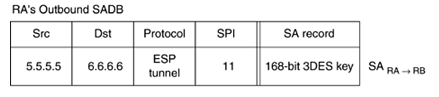 RA's Outbound SADB
Src Dst Protocol SPI SA record
5.5.5.5 6.6.6.6 ESP tunnel 11 168-bit 3DES key SA RA → RB